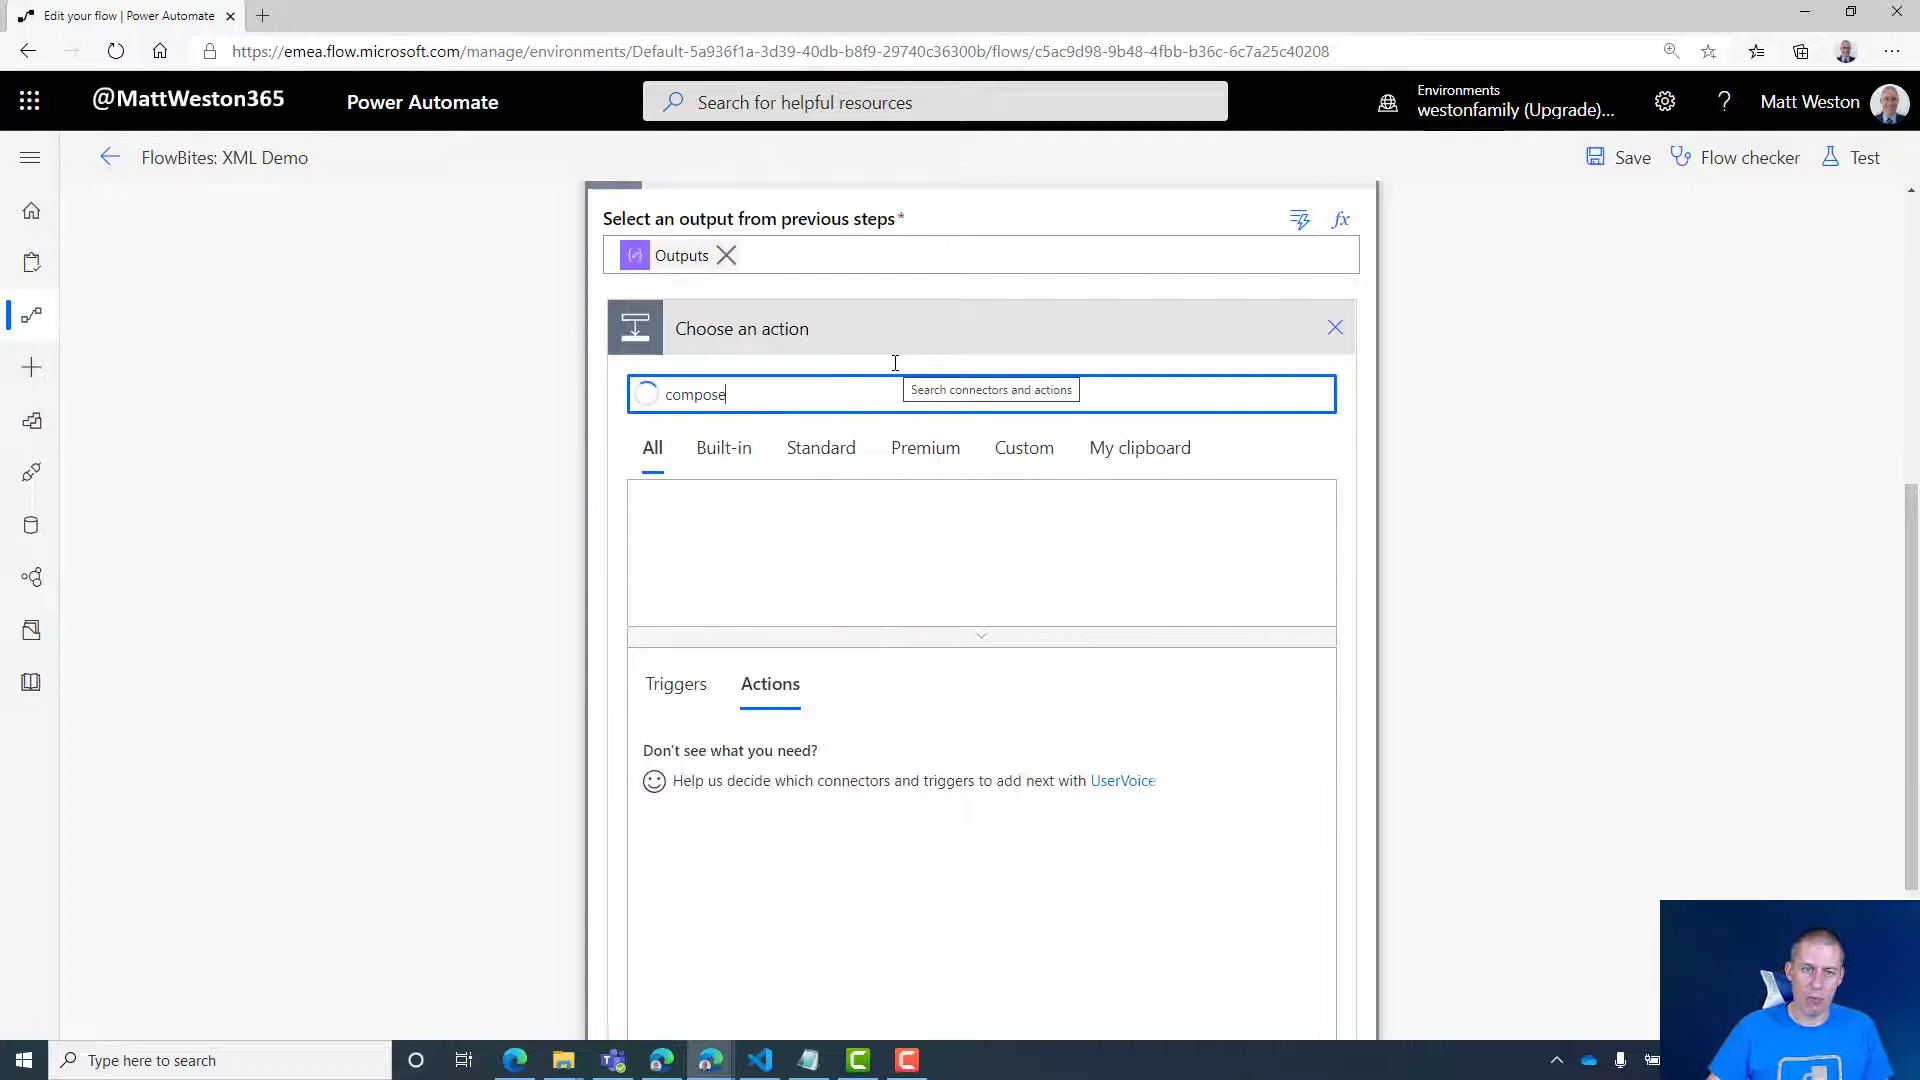 Edit your flow | Power Automate
https://emea.flow.microsoft.com/manage/environments/Default-5a936f1a-3d39-40db-b8f9-29740c36300b/flows/c5ac9d98-9b48-4fbb-b36c-6c7a25c40208
@MattWeston365
Power Automate
Search for helpful resources
Environments
westonfamily (Upgrade)...
?
Matt Weston
FlowBites: XML Demo
Save
Flow checker
Test
Select an output from previous steps*
fx
Outputs
Choose an action
compose
Search connectors and actions
All Built-in Standard Premium Custom My clipboard
Triggers Actions
Don't see what you need?
Help us decide which connectors and triggers to add next with UserVoice
Type here to search